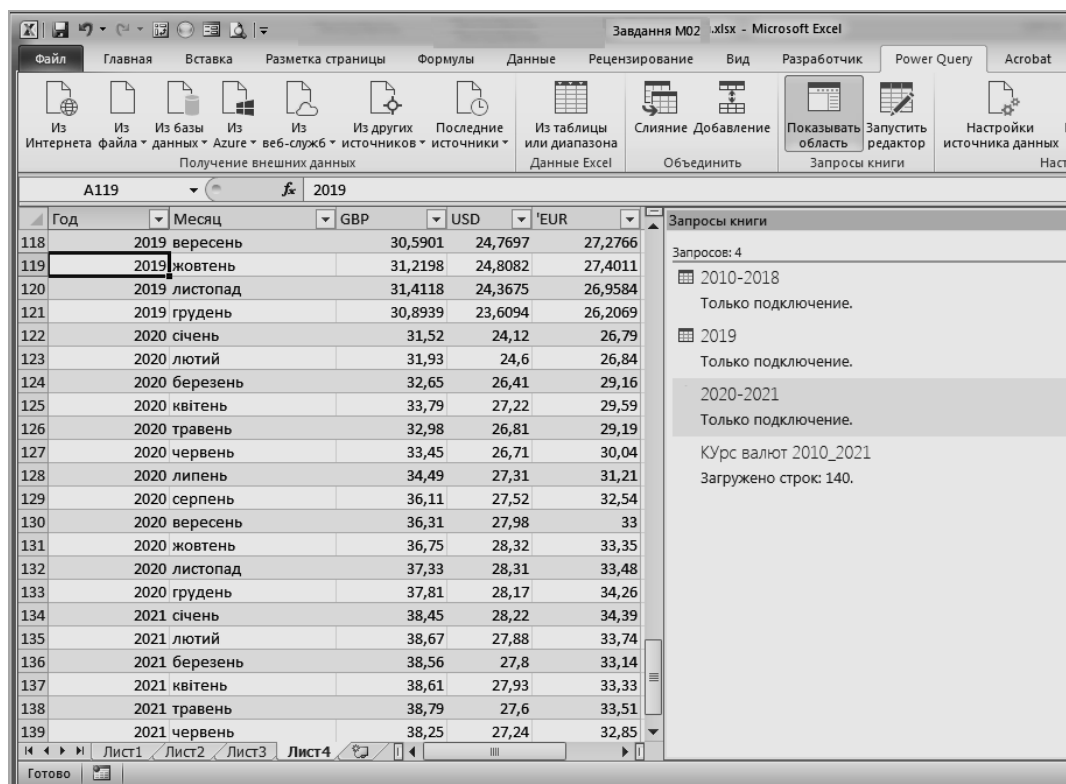 Завдання М02 .xlsx - Microsoft Excel
Файл Главная Вставка Разметка страницы Формулы Данные Рецензирование Вид Разработчик Power Query Acrobat
Из Интернета Из файла Из базы данных Из Azure Из веб-служб Из других источников Последние источники Из таблицы или диапазона Слияние Добавление Показывать область Запустить редактор Настройки источника данных
Получение внешних данных Данные Excel Объединить Запросы книги Наст
A119 fx 2019
Год Месяц GBP USD 'EUR
118 2019 вересень 30,5901 24,7697 27,2766
119 2019 жовтень 31,2198 24,8082 27,4011
120 2019 листопад 31,4118 24,3675 26,9584
121 2019 грудень 30,8939 23,6094 26,2069
122 2020 січень 31,52 24,12 26,79
123 2020 лютий 31,93 24,6 26,84
124 2020 березень 32,65 26,41 29,16
125 2020 квітень 33,79 27,22 29,59
126 2020 травень 32,98 26,81 29,19
127 2020 червень 33,45 26,71 30,04
128 2020 липень 34,49 27,31 31,21
129 2020 серпень 36,11 27,52 32,54
130 2020 вересень 36,31 27,98 33
131 2020 жовтень 36,75 28,32 33,35
132 2020 листопад 37,33 28,31 33,48
133 2020 грудень 37,81 28,17 34,26
134 2021 січень 38,45 28,22 34,39
135 2021 лютий 38,67 27,88 33,74
136 2021 березень 38,56 27,8 33,14
137 2021 квітень 38,61 27,93 33,33
138 2021 травень 38,79 27,6 33,51
139 2021 червень 38,25 27,24 32,85
Запросы книги
Запросов: 4
2010-2018
Только подключение.
2019
Только подключение.
2020-2021
Только подключение.
КУрс валют 2010_2021
Загружено строк: 140.
Лист1 Лист2 Лист3 Лист4
Готово